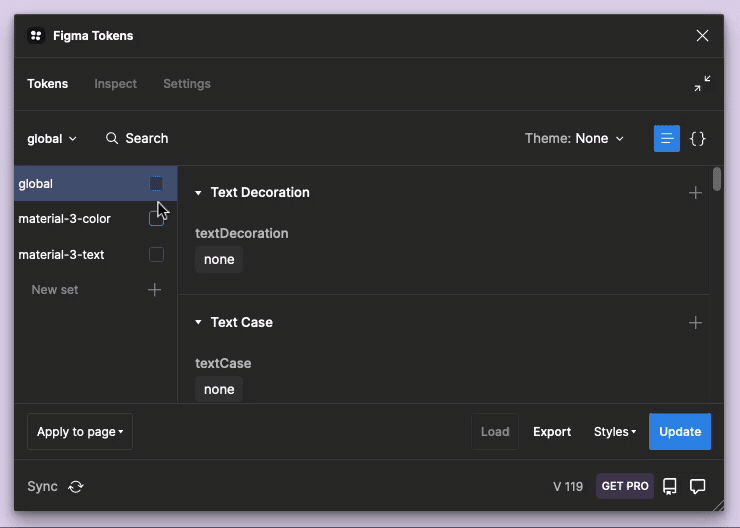 Figma Tokens
Tokens Inspect Settings
global Search Theme: None { }
global
material-3-color
material-3-text
New set
Text Decoration
textDecoration
none
Text Case
textCase
none
Apply to page Load Export Styles Update
Sync V 119 GET PRO